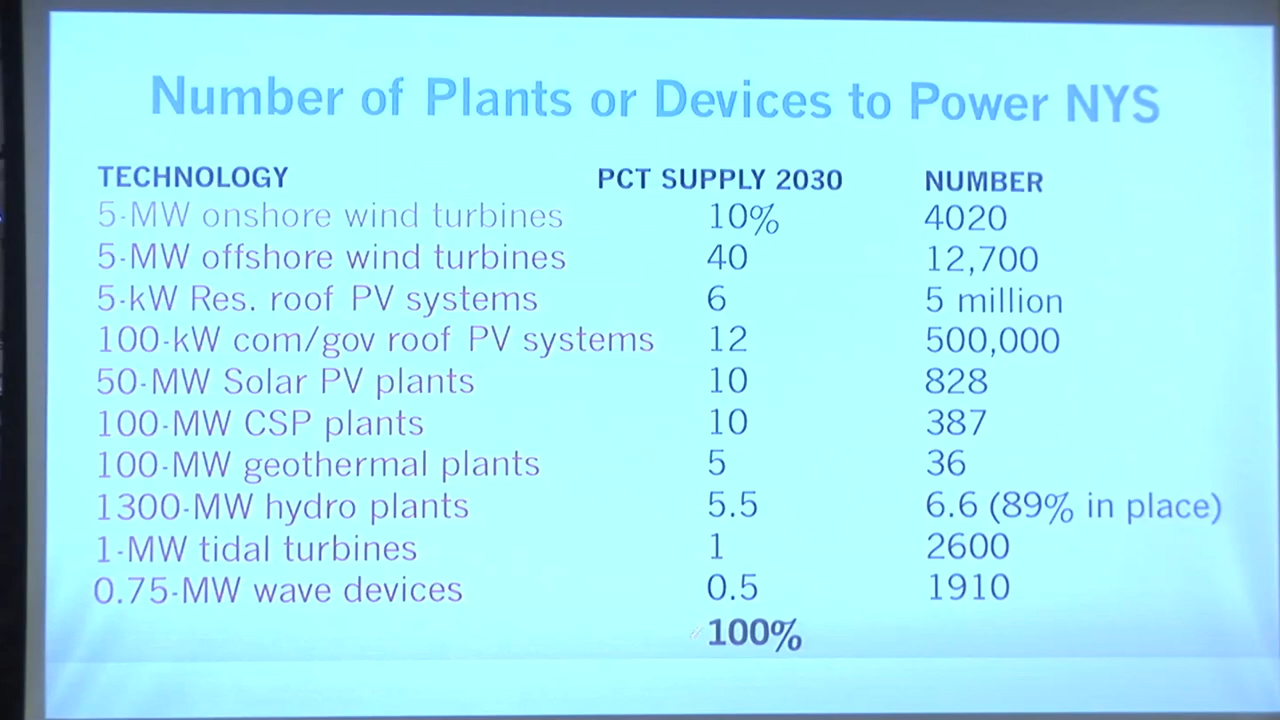 Number of Plants or Devices to Power NYS
TECHNOLOGY PCT SUPPLY 2030 NUMBER
5-MW onshore wind turbines 10% 4020
5-MW offshore wind turbines 40 12,700
5-kW Res. roof PV systems 6 5 million
100-kW com/gov roof PV systems 12 500,000
50-MW Solar PV plants 10 828
100-MW CSP plants 10 387
100-MW geothermal plants 5 36
1300-MW hydro plants 5.5 6.6 (89% in place)
1-MW tidal turbines 1 2600
0.75-MW wave devices 0.5 1910
100%